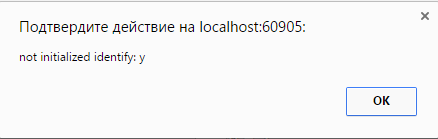 Подтвердите действие на localhost:60905:
not initialized identify: y
OK